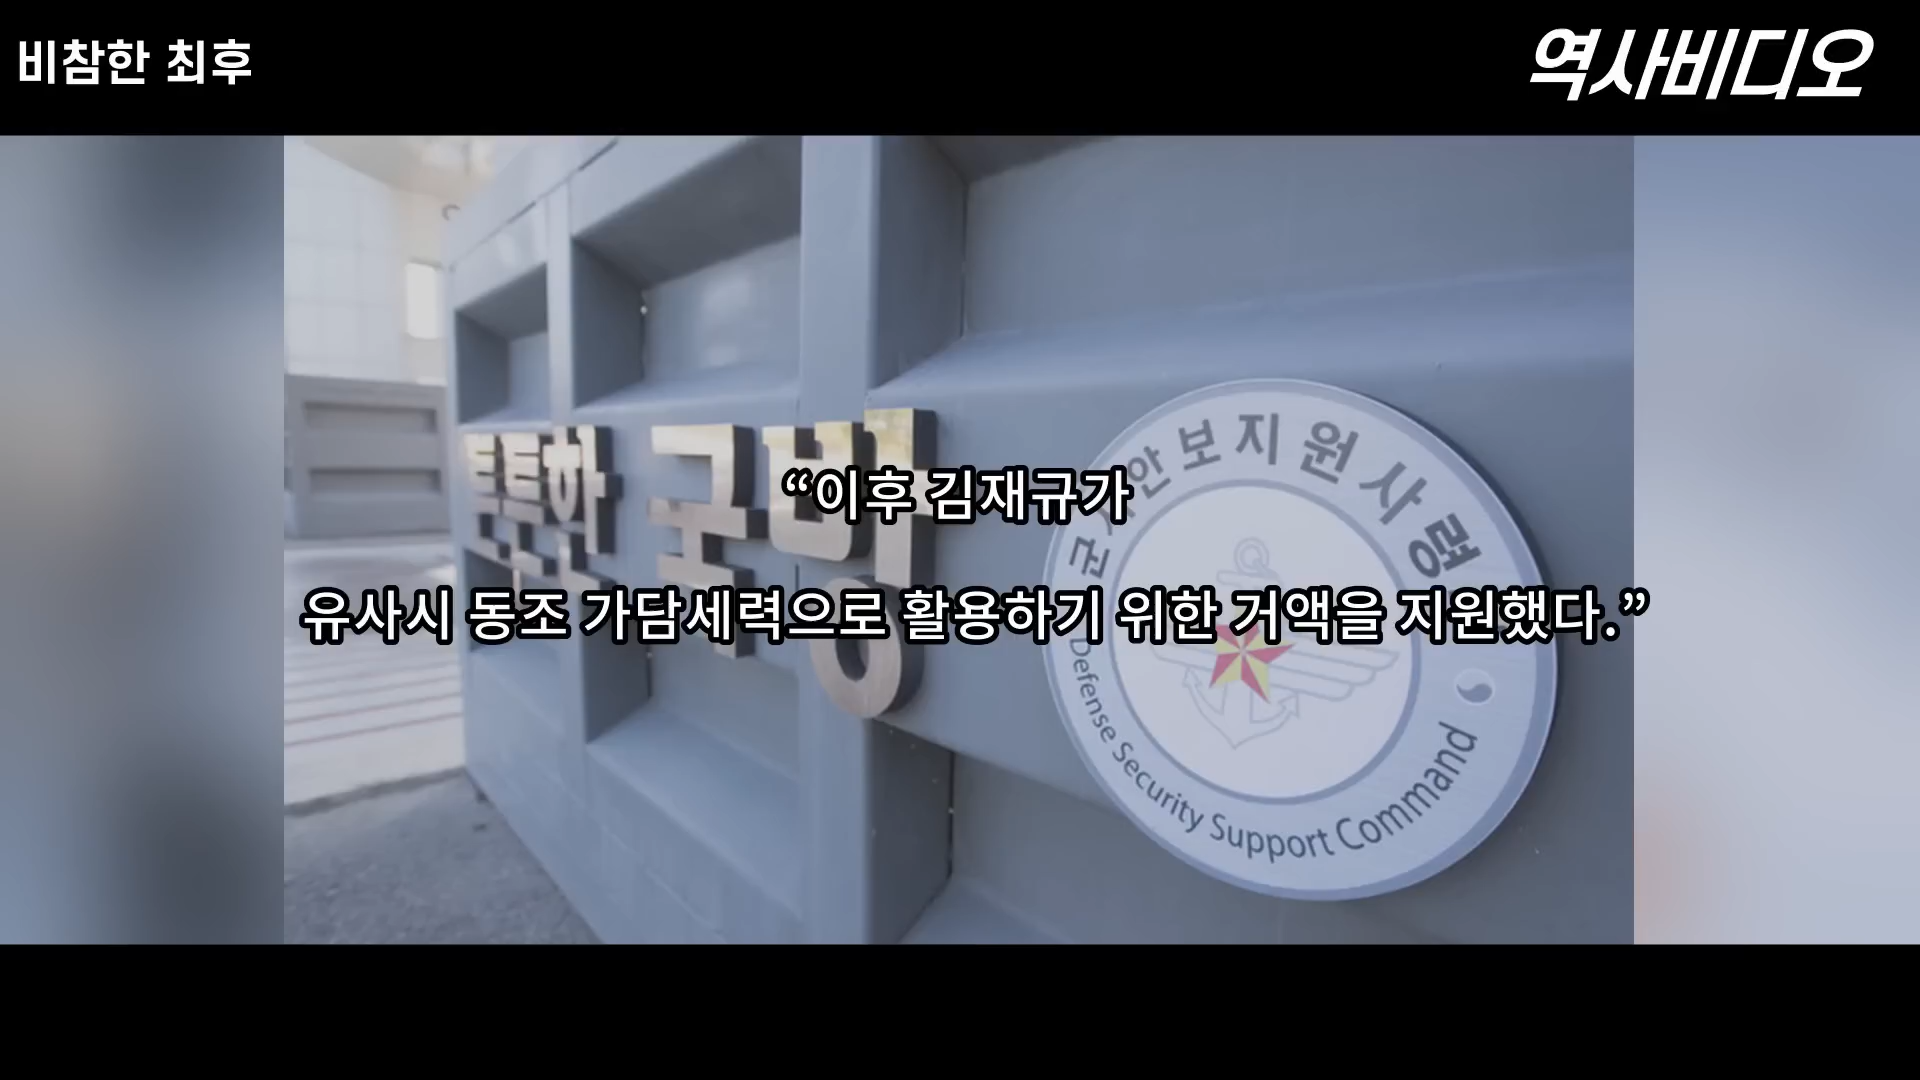 비참한 최후
역사비디오
튼튼한 국방
군사안보지원사령부
“이후 김재규가
유사시 동조 가담세력으로 활용하기 위한 거액을 지원했다.”
Defense Security Support Command